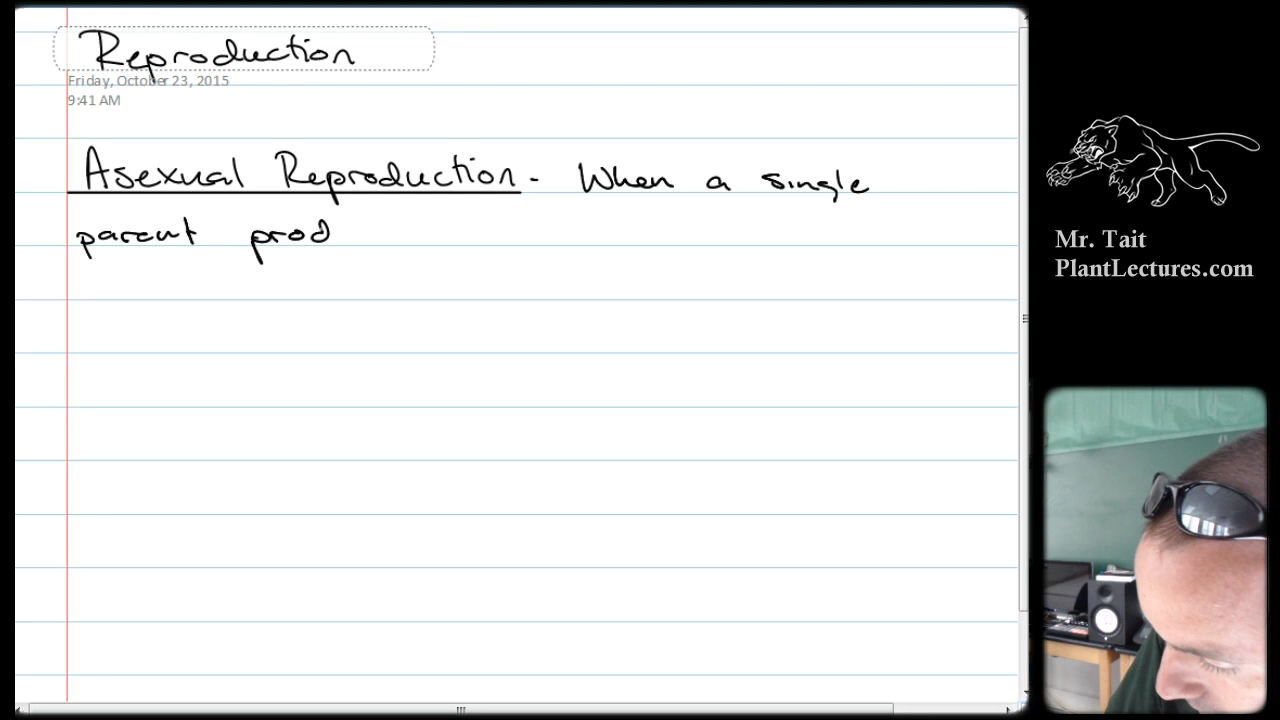 Reproduction
Friday, October 23, 2015
9:41 AM
Asexual Reproduction - When a single
parent prod
Mr. Tait
PlantLectures.com